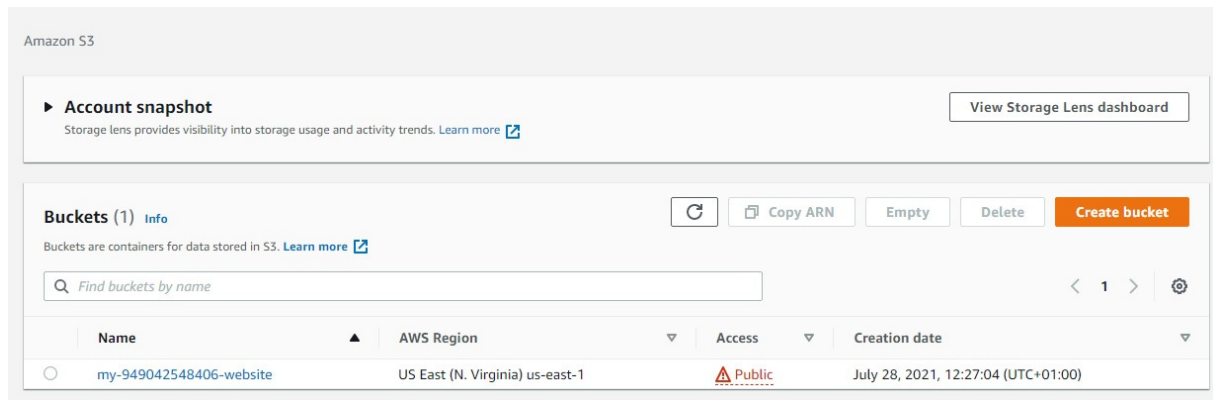 Amazon S3
Account snapshot
View Storage Lens dashboard
Storage lens provides visibility into storage usage and activity trends. Learn more
Buckets (1) Info
Copy ARN Empty Delete Create bucket
Buckets are containers for data stored in S3. Learn more
Find buckets by name
1
Name AWS Region Access Creation date
my-949042548406-website US East (N. Virginia) us-east-1 Public July 28, 2021, 12:27:04 (UTC+01:00)